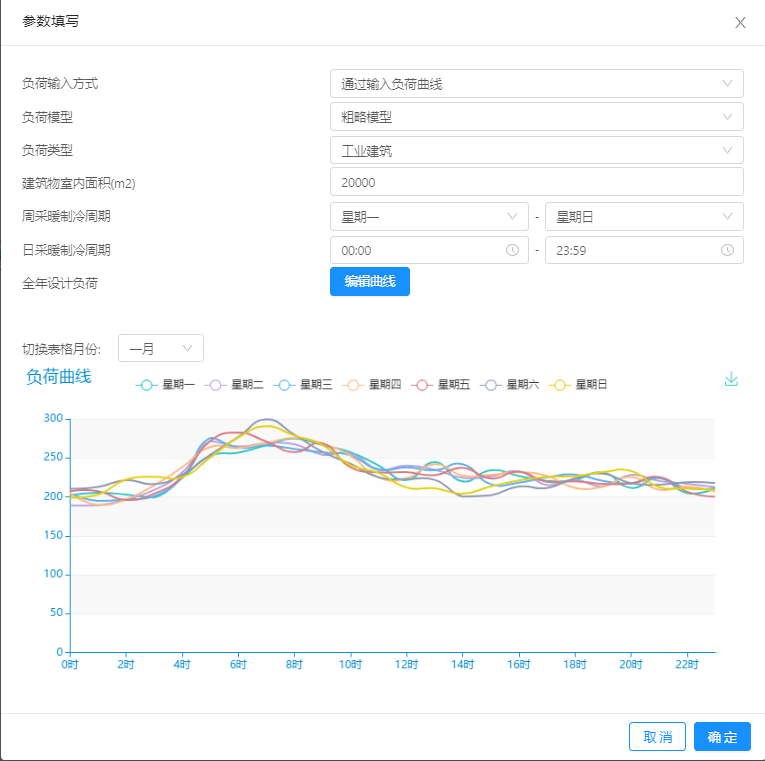 参数填写
负荷输入方式 通过输入负荷曲线
负荷模型 粗略模型
负荷类型 工业建筑
建筑物室内面积(m2) 20000
周采暖制冷周期 星期一 - 星期日
日采暖制冷周期 00:00 - 23:59
全年设计负荷 编辑曲线
切换表格月份: 一月
负荷曲线 星期一 星期二 星期三 星期四 星期五 星期六 星期日
300
250
200
150
100
50
0
0时 2时 4时 6时 8时 10时 12时 14时 16时 18时 20时 22时
取消 确定